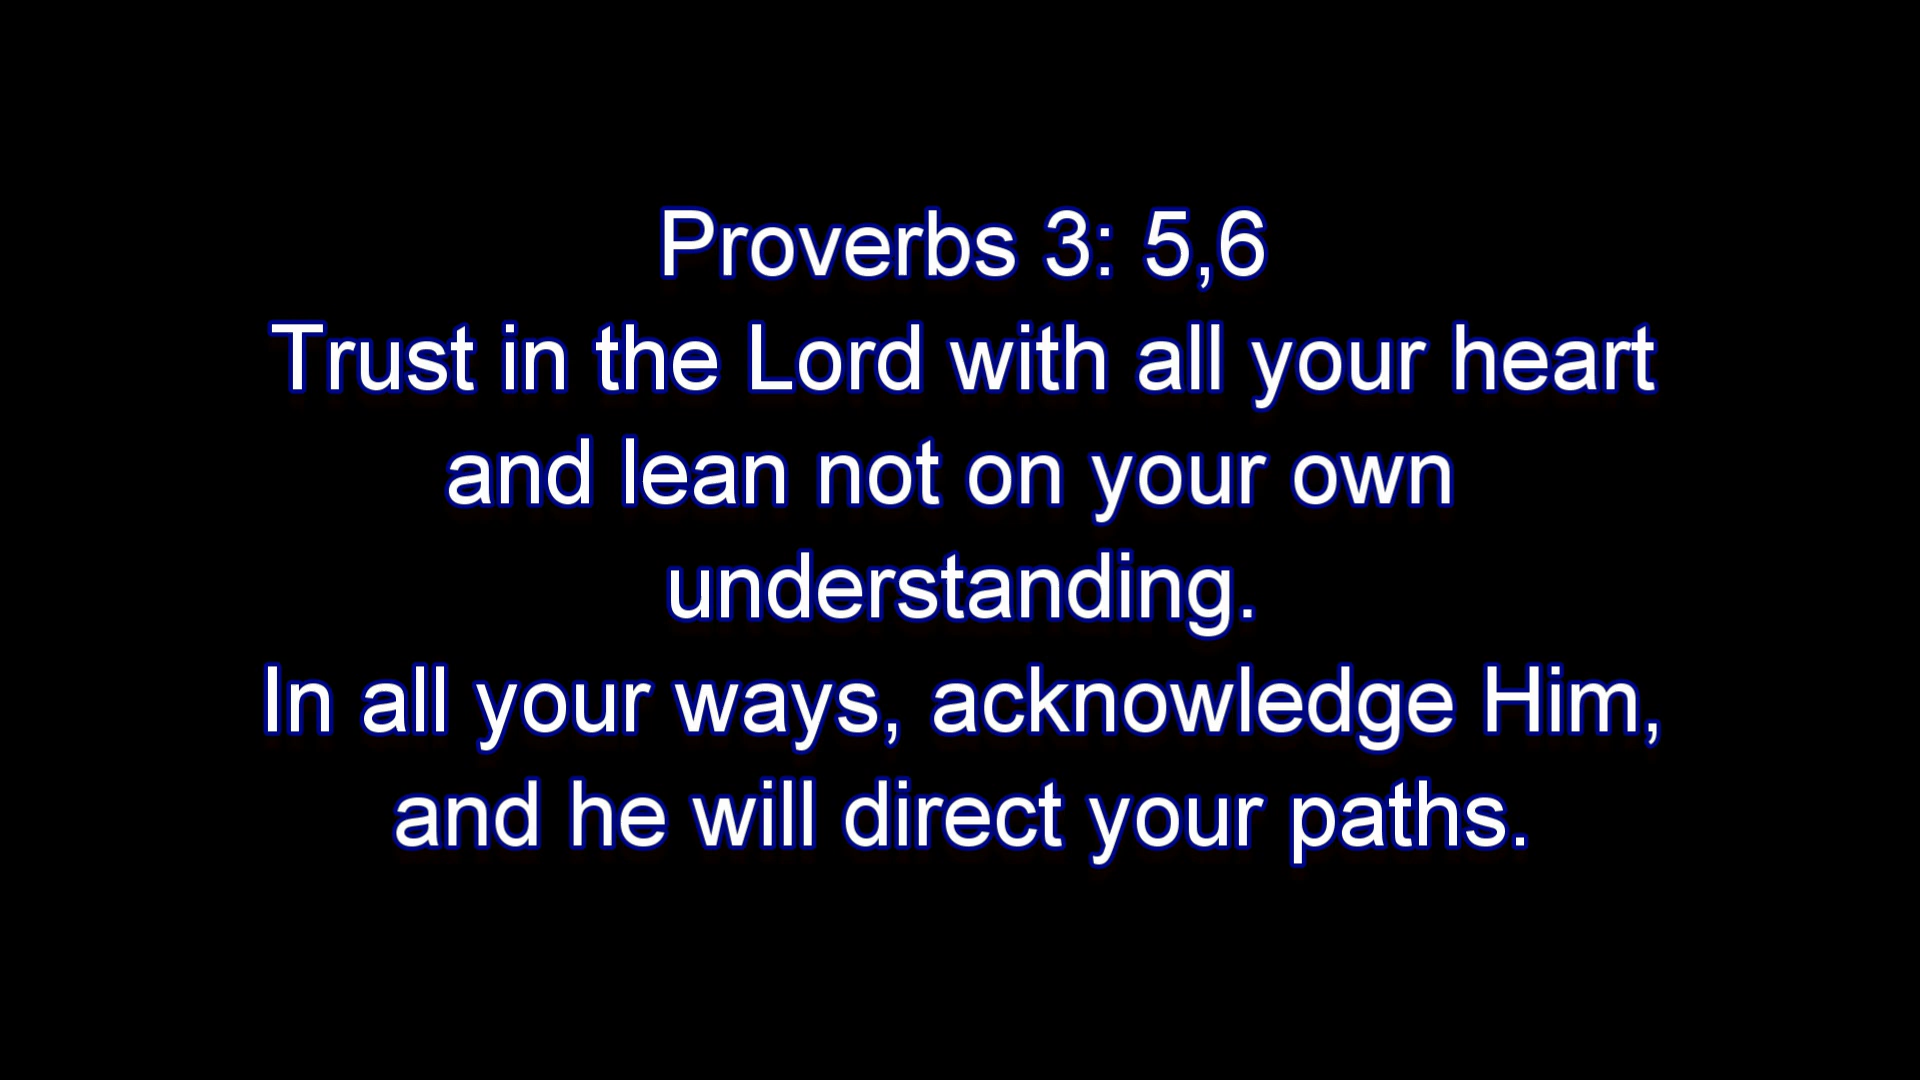 Proverbs 3: 5,6
Trust in the Lord with all your heart
and lean not on your own
understanding.
In all your ways, acknowledge Him,
and he will direct your paths.